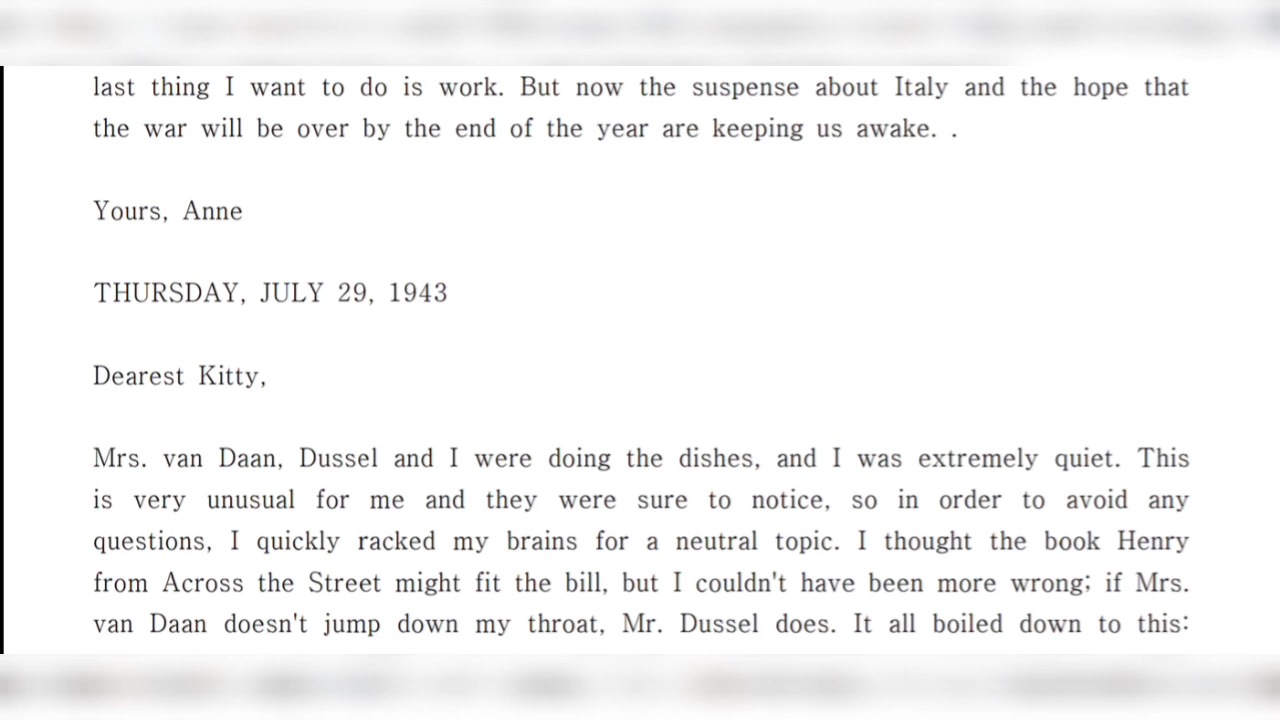 last thing I want to do is work. But now the suspense about Italy and the hope that
the war will be over by the end of the year are keeping us awake. .
Yours, Anne
THURSDAY, JULY 29, 1943
Dearest Kitty,
Mrs. van Daan, Dussel and I were doing the dishes, and I was extremely quiet. This
is very unusual for me and they were sure to notice, so in order to avoid any
questions, I quickly racked my brains for a neutral topic. I thought the book Henry
from Across the Street might fit the bill, but I couldn't have been more wrong; if Mrs.
van Daan doesn't jump down my throat, Mr. Dussel does. It all boiled down to this: